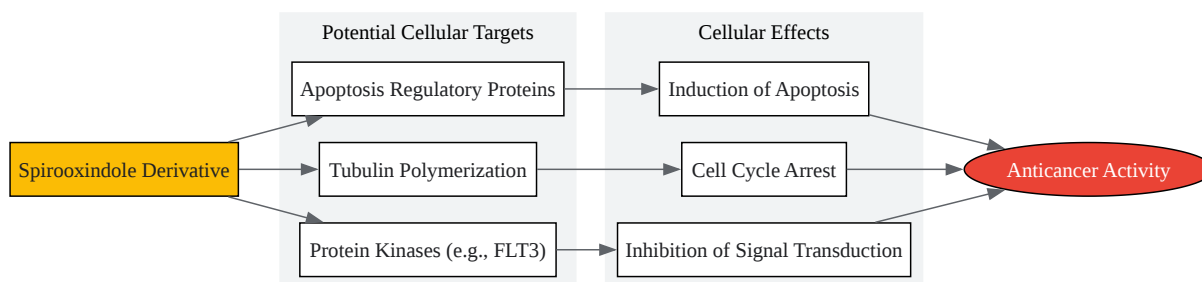 Potential Cellular Targets
Cellular Effects
Apoptosis Regulatory Proteins
Induction of Apoptosis
Spirooxindole Derivative
Tubulin Polymerization
Cell Cycle Arrest
Anticancer Activity
Protein Kinases (e.g., FLT3)
Inhibition of Signal Transduction